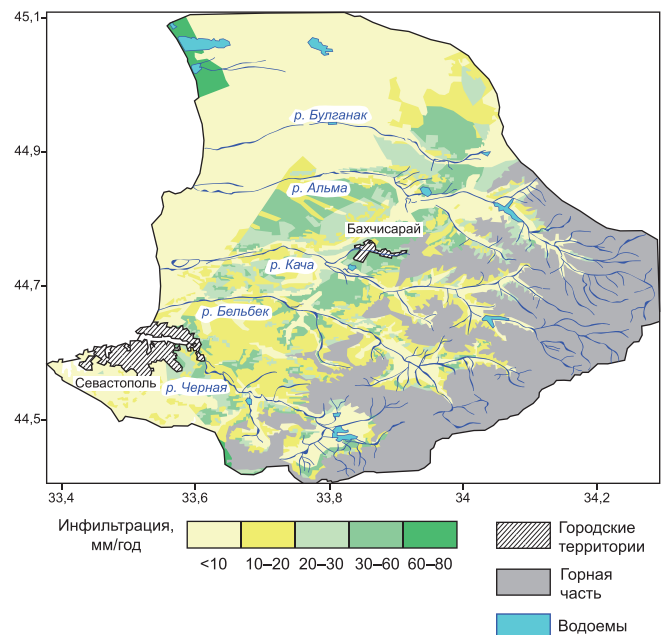 45,1
44,9
44,7
44,5
р. Булганак
р. Альма
Бахчисарай
р. Кача
р. Бельбек
Севастополь
р. Черная
33,4
33,6
33,8
34
34,2
Инфильтрация,
мм/год
<10
10–20
20–30
30–60
60–80
Городские
территории
Горная
часть
Водоемы